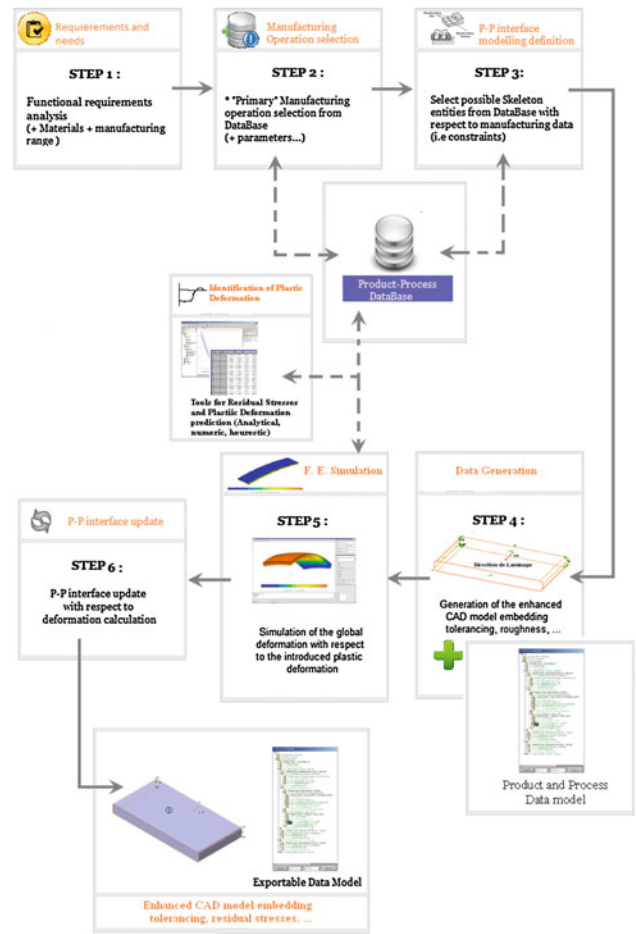 Requierements and
needs
STEP 1 :
Functional requirements
analysis
(+ Materials + manufacturing
range )
Manufacturing
Operation selection
STEP 2 :
* "Primary" Manufacturing
operation selection from
DataBase
(+ parameters...)
P-P interface
modelling definition
STEP 3:
Select possible Skeleton
entities from DataBase with
respect to manufacturing data
(i.e constraints)
Product-Process
DataBase
Identification of Plastic
Deformation
Tools for Residual Stresses
and Plastiic Deformation
prediction (Analytical,
numeric, heurestic)
F. E. Simulation
STEP 5 :
Simulation of the global
deformation with respect
to the introduced plastic
deformation
Data Generation
STEP 4 :
Direction de Laminage
Generation of the enhanced
CAD model embedding
tolerancing, roughness, ...
Product and Process
Data model
P-P interface update
STEP 6 :
P-P interface update
with respect to
deformation calculation
Exportable Data Model
Enhanced CAD model embedding
tolerancing, residual stresses, ...